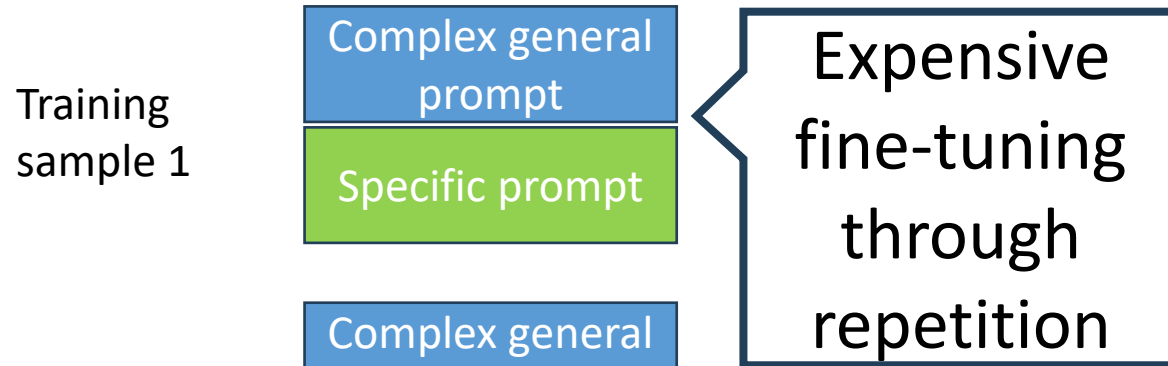 Training
sample 1
Complex general
prompt
Specific prompt
Complex general
Expensive
fine-tuning
through
repetition